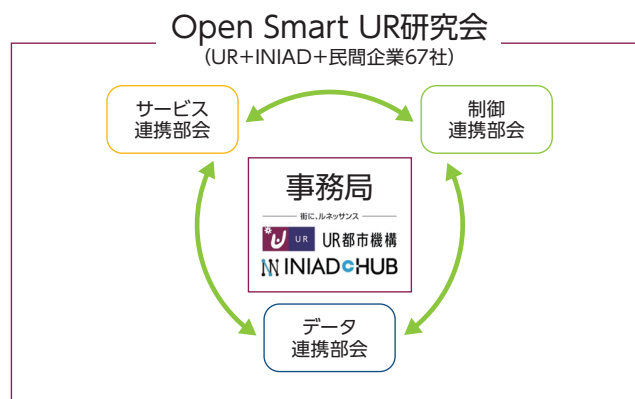 Open Smart UR研究会
(UR+INIAD+民間企業67社)
サービス
連携部会
制御
連携部会
事務局
街に、ルネッサンス
UR UR都市機構
INIAD cHUB
データ
連携部会